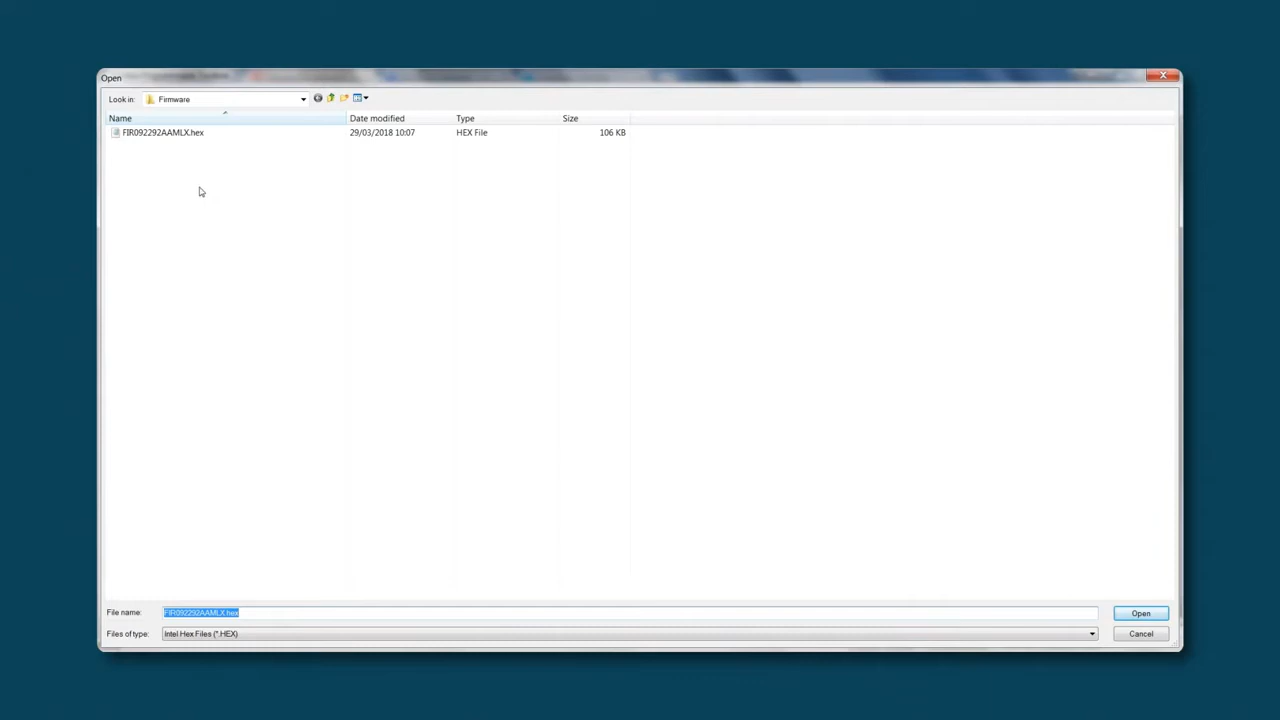 Open
Look in: Firmware
Name Date modified Type Size
FIR092292AAMLX.hex 29/03/2018 10:07 HEX File 106 KB
File name: FIR092292AAMLX.hex Open
Files of type: Intel Hex Files (*.HEX) Cancel